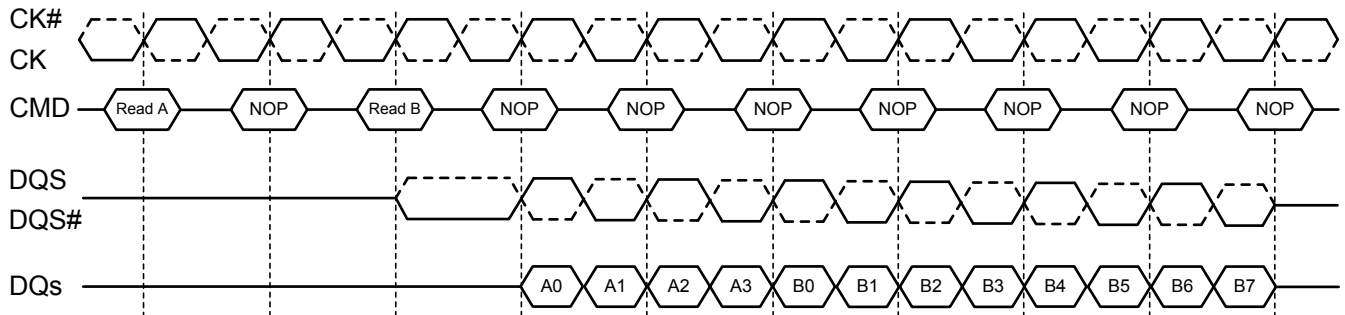 CK#
CK
CMD Read A NOP Read B NOP NOP NOP NOP NOP NOP NOP
DQS
DQS#
DQs A0 A1 A2 A3 B0 B1 B2 B3 B4 B5 B6 B7